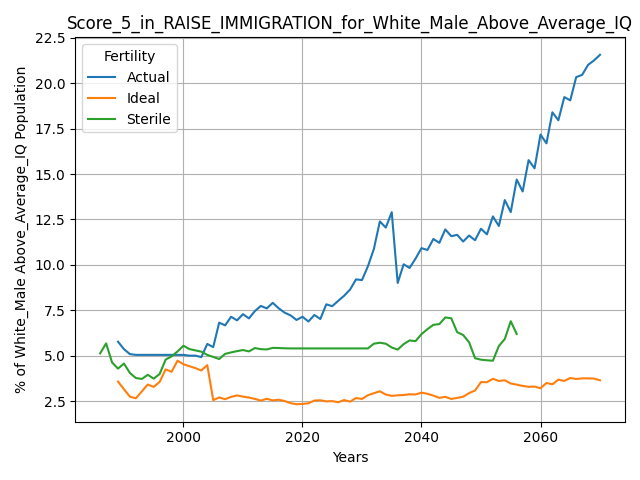 Score_5_in_RAISE_IMMIGRATION_for_White_Male_Above_Average_IQ
% of White_Male Above_Average_IQ Population
22.5
20.0
17.5
15.0
12.5
10.0
7.5
5.0
2.5
Fertility
Actual
Ideal
Sterile
2000
2020
2040
2060
Years